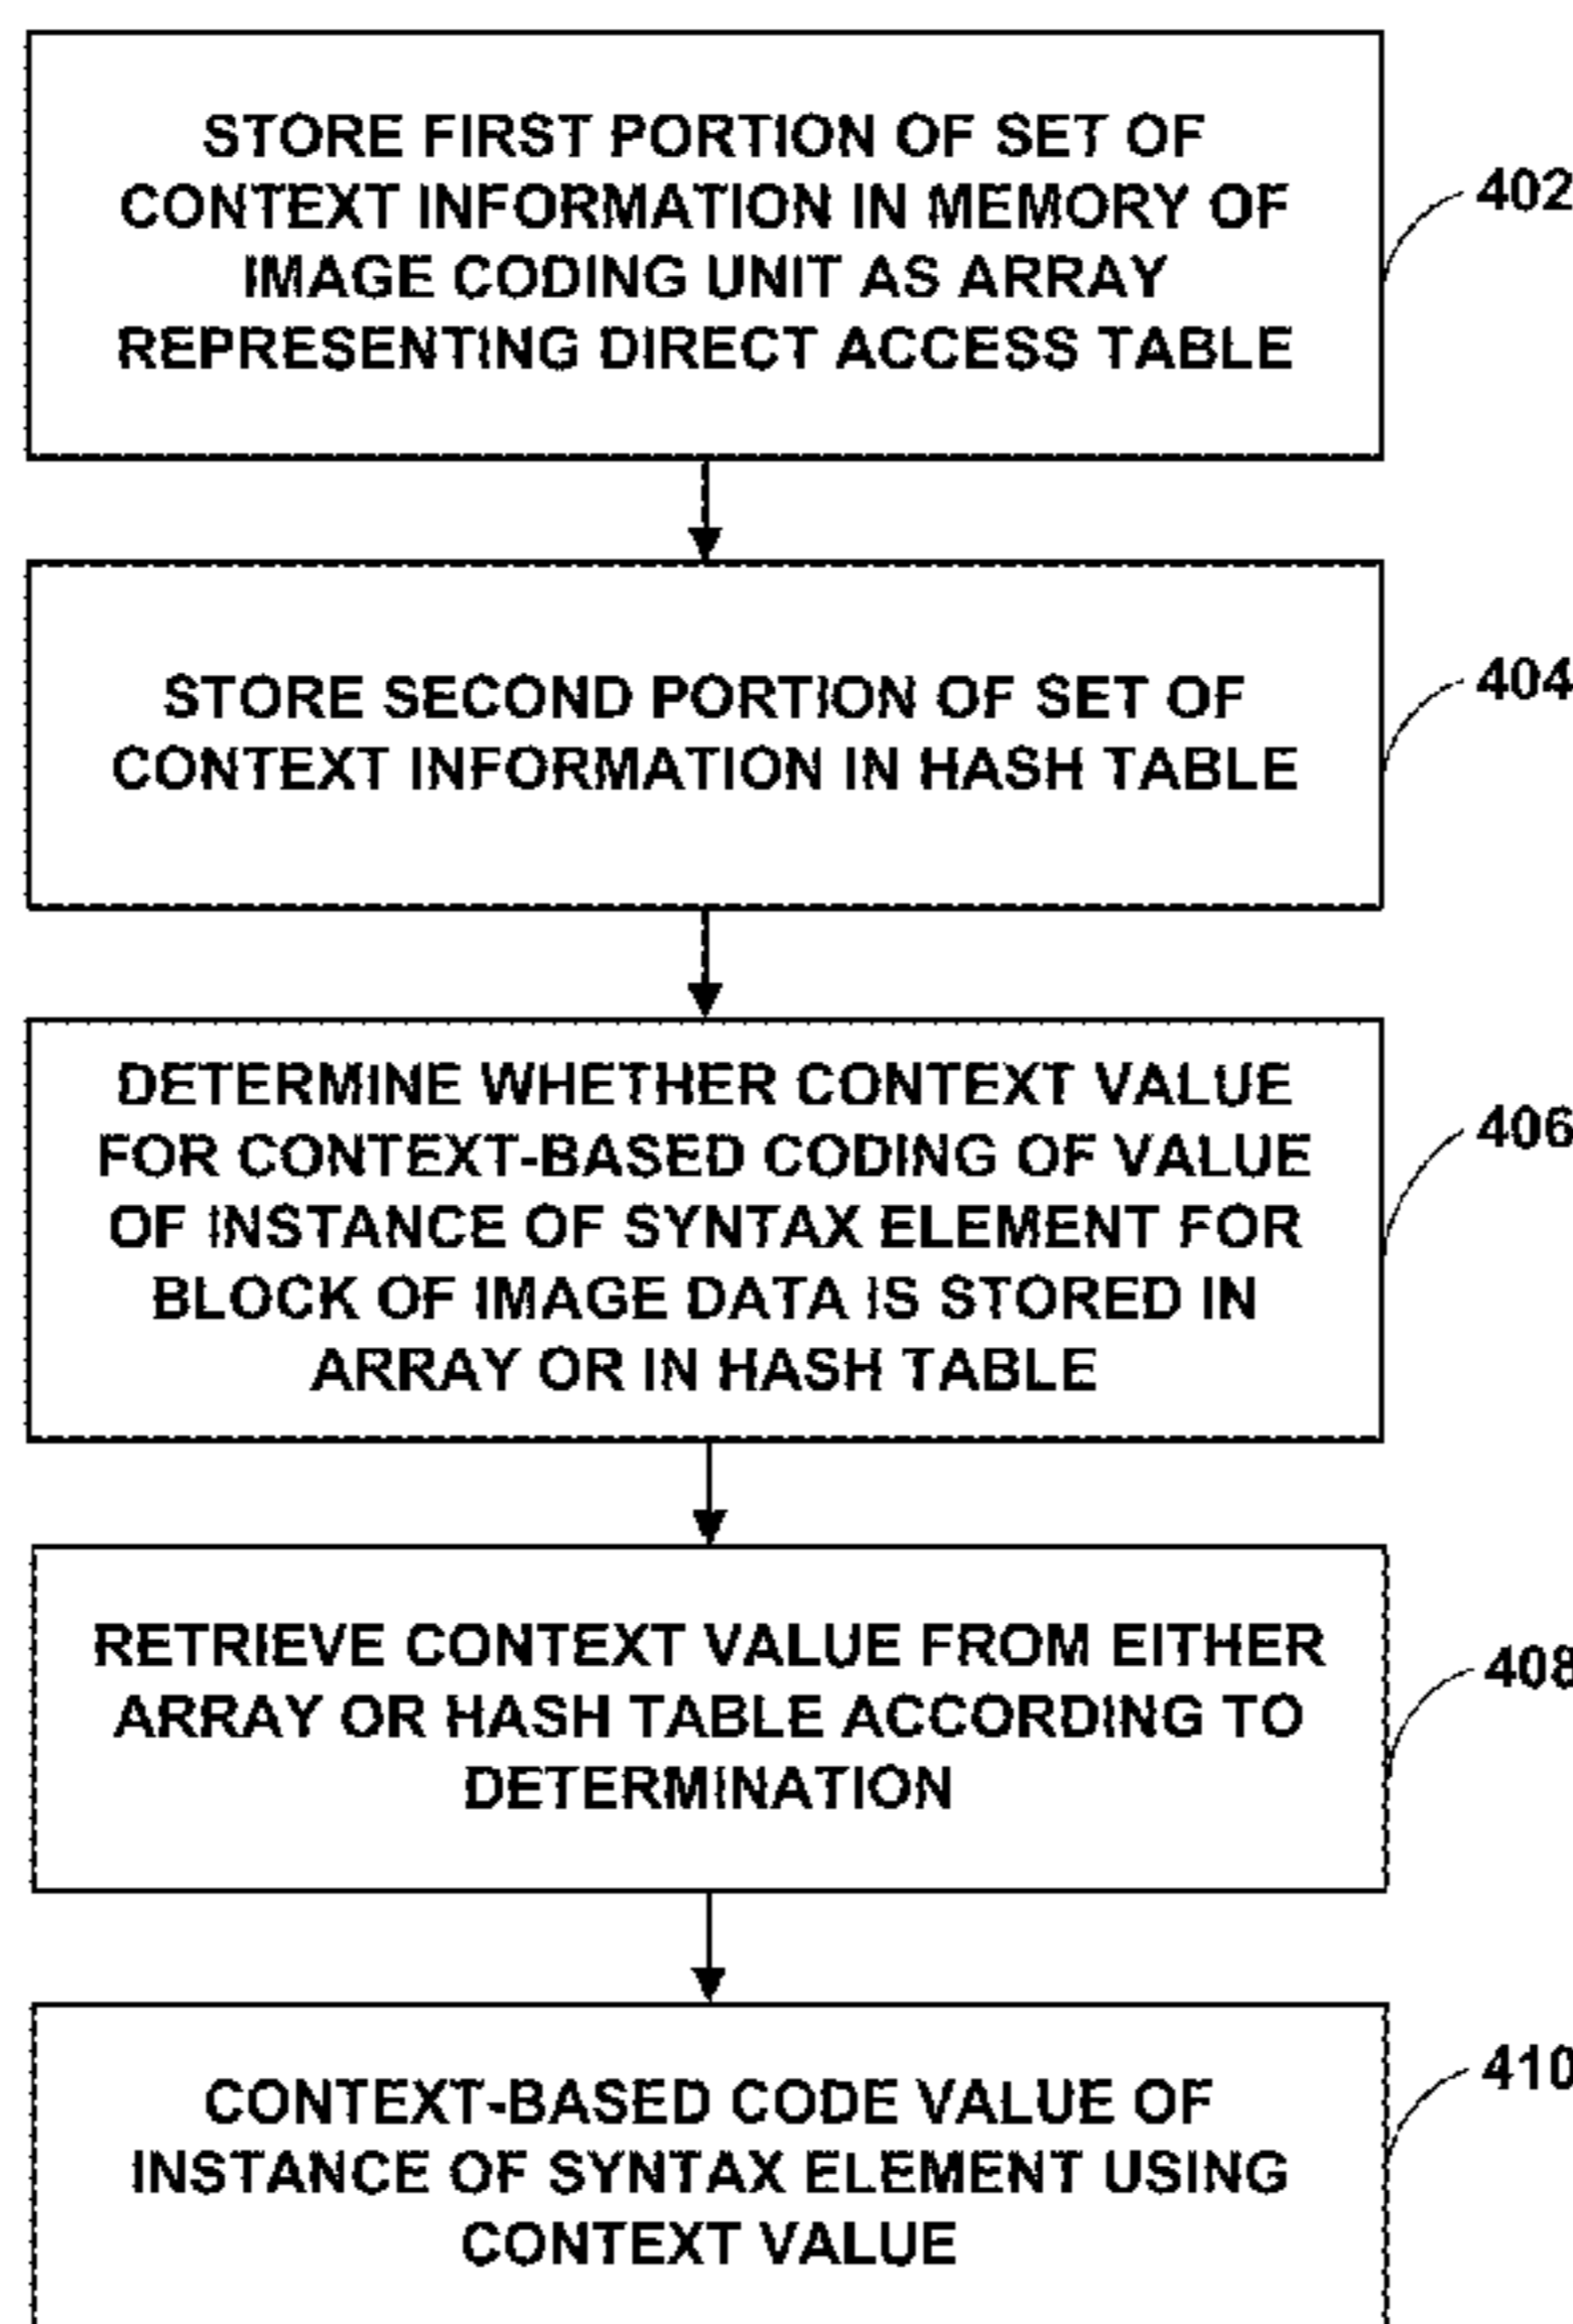 STORE FIRST PORTION OF SET OF
CONTEXT INFORMATION IN MEMORY OF
IMAGE CODING UNIT AS ARRAY
REPRESENTING DIRECT ACCESS TABLE
402
STORE SECOND PORTION OF SET OF
CONTEXT INFORMATION IN HASH TABLE
404
DETERMINE WHETHER CONTEXT VALUE
FOR CONTEXT-BASED CODING OF VALUE
OF INSTANCE OF SYNTAX ELEMENT FOR
BLOCK OF IMAGE DATA IS STORED IN
ARRAY OR IN HASH TABLE
406
RETRIEVE CONTEXT VALUE FROM EITHER
ARRAY OR HASH TABLE ACCORDING TO
DETERMINATION
408
CONTEXT-BASED CODE VALUE OF
INSTANCE OF SYNTAX ELEMENT USING
CONTEXT VALUE
410